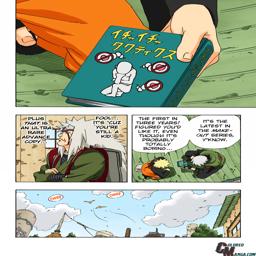 イチャイチャ
タクティクス
IT'S THE
LATEST
IN THE
MAKE-
OUT
SERIES,
Y'KNOW.
THE FIRST
IN THREE
YEARS!
FIGURED YOU'D
LIKE IT, EVEN
THOUGH IT'S
PROBABLY
TOTALLY
BORING...
FOOL!
IT'S 'CUZ
YOU'RE
STILL A
KID.
PLUS
THAT IS
AN ULTRA
RARE
ADVANCE
COPY.
COLORED
MANGA.COM